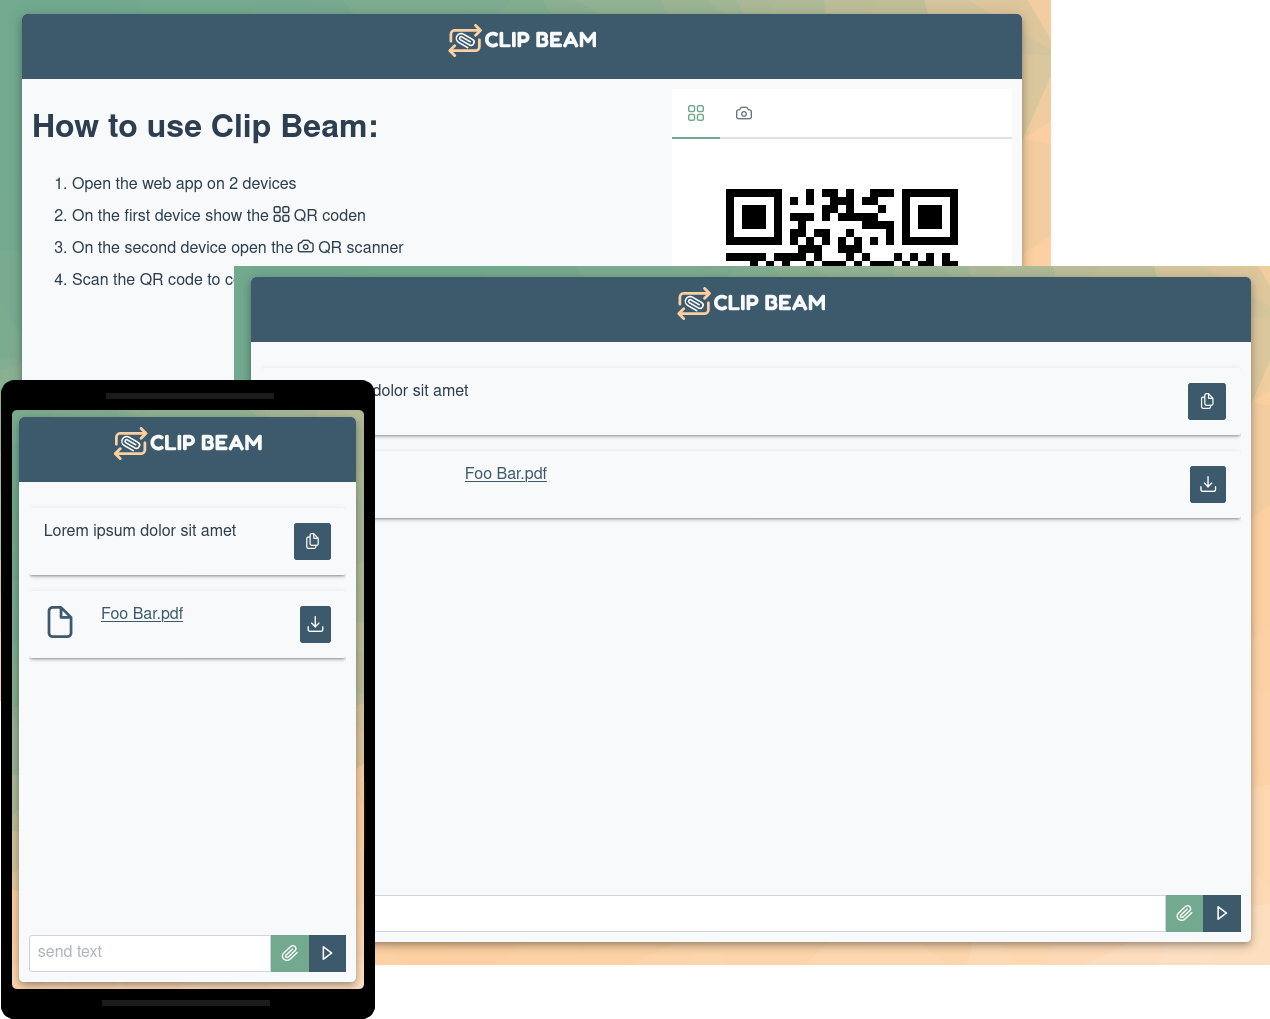 CLIP BEAM
How to use Clip Beam:
1. Open the web app on 2 devices
2. On the first device show the QR coden
3. On the second device open the QR scanner
4. Scan the QR code to
CLIP BEAM
dolor sit amet
Foo Bar.pdf
CLIP BEAM
Lorem ipsum dolor sit amet
Foo Bar.pdf
send text